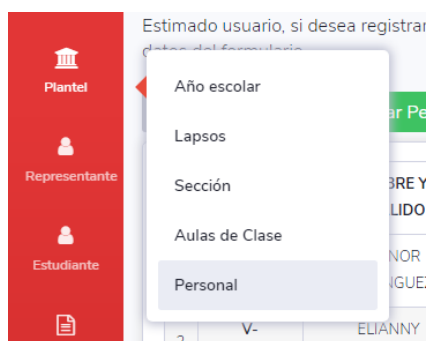 Estimado usuario, si desea registrar
datos del formulario
Plantel
Año escolar
Lapsos
ar Pe
Representante
Sección
BRE Y
LIDO
Aulas de Clase
NOR
Estudiante
Personal
NGUEZ
V-
ELIANNY